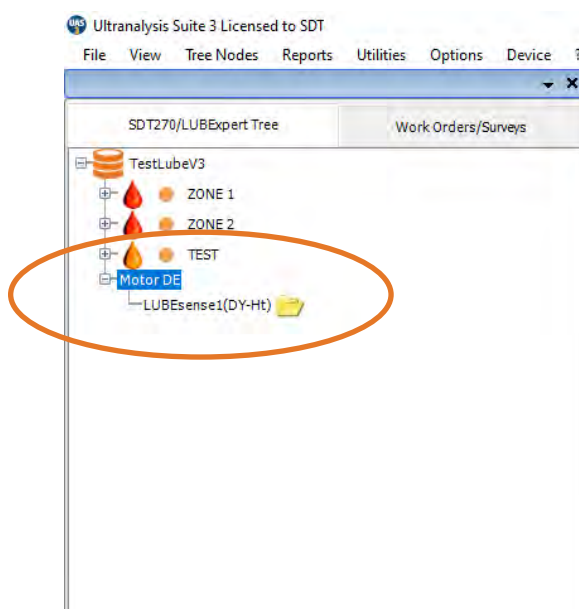 Ultranalysis Suite 3 Licensed to SDT
File View Tree Nodes Reports Utilities Options Device ?
SDT270/LUBExpert Tree Work Orders/Surveys
TestLubeV3
ZONE 1
ZONE 2
TEST
Motor DE
LUBEsense1(DY-Ht)